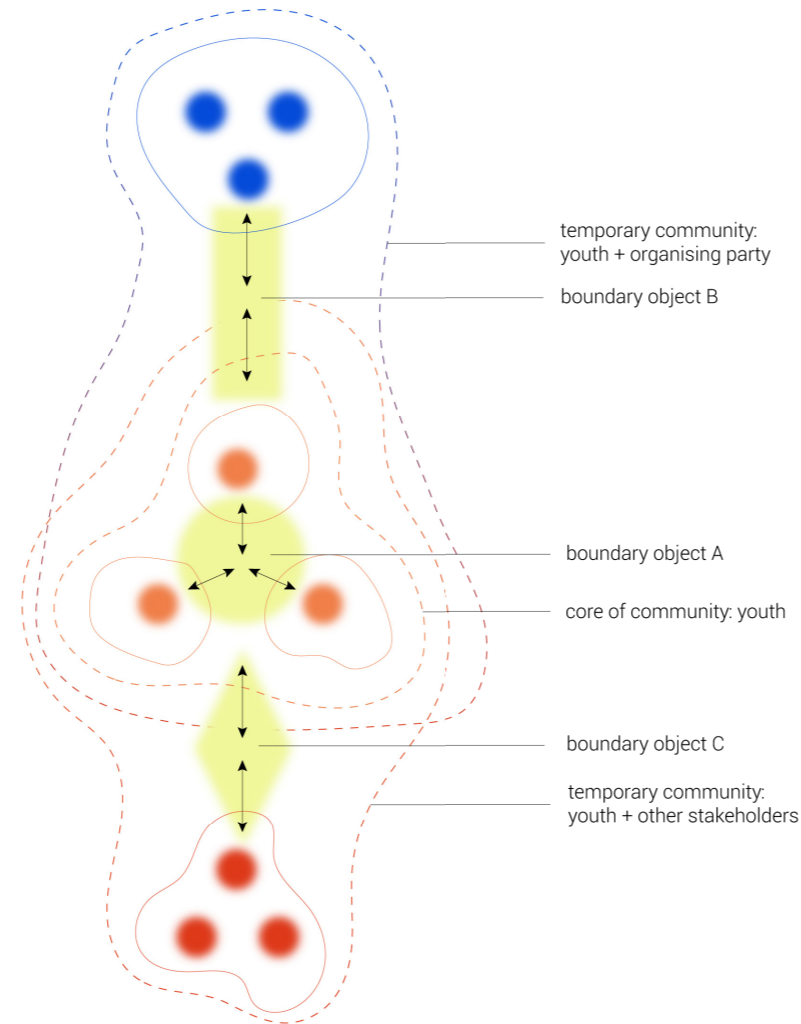 temporary community:
youth + organising party
boundary object B
boundary object A
core of community: youth
boundary object C
temporary community:
youth + other stakeholders